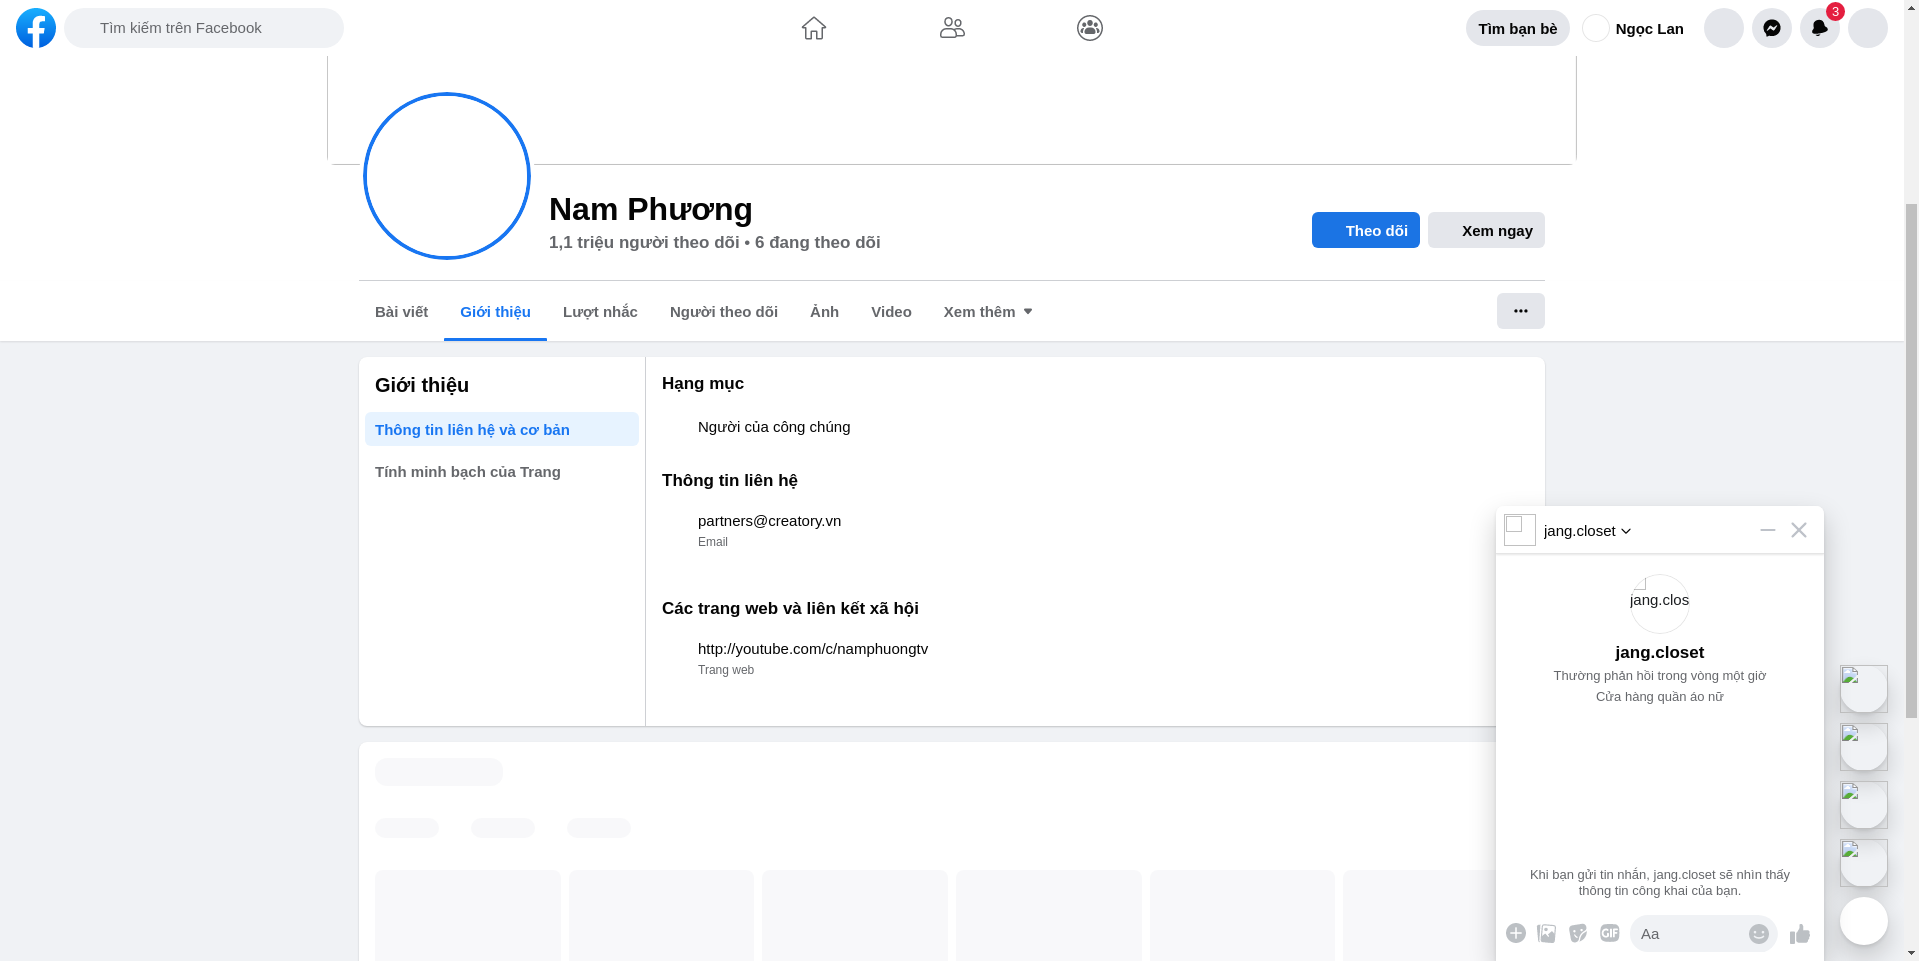 Tìm kiếm trên Facebook
Tìm bạn bè
Ngọc Lan
3
Nam Phương
1,1 triệu người theo dõi • 6 đang theo dõi
Theo dõi
Xem ngay
Bài viết
Giới thiệu
Lượt nhắc
Người theo dõi
Ảnh
Video
Xem thêm
Giới thiệu
Thông tin liên hệ và cơ bản
Tính minh bạch của Trang
Hạng mục
Người của công chúng
Thông tin liên hệ
partners@creatory.vn
Email
Các trang web và liên kết xã hội
http://youtube.com/c/namphuongtv
Trang web
jang.closet
jang.clos
jang.closet
Thường phản hồi trong vòng một giờ
Cửa hàng quần áo nữ
Khi bạn gửi tin nhắn, jang.closet sẽ nhìn thấy
thông tin công khai của bạn.
GIF
Aa